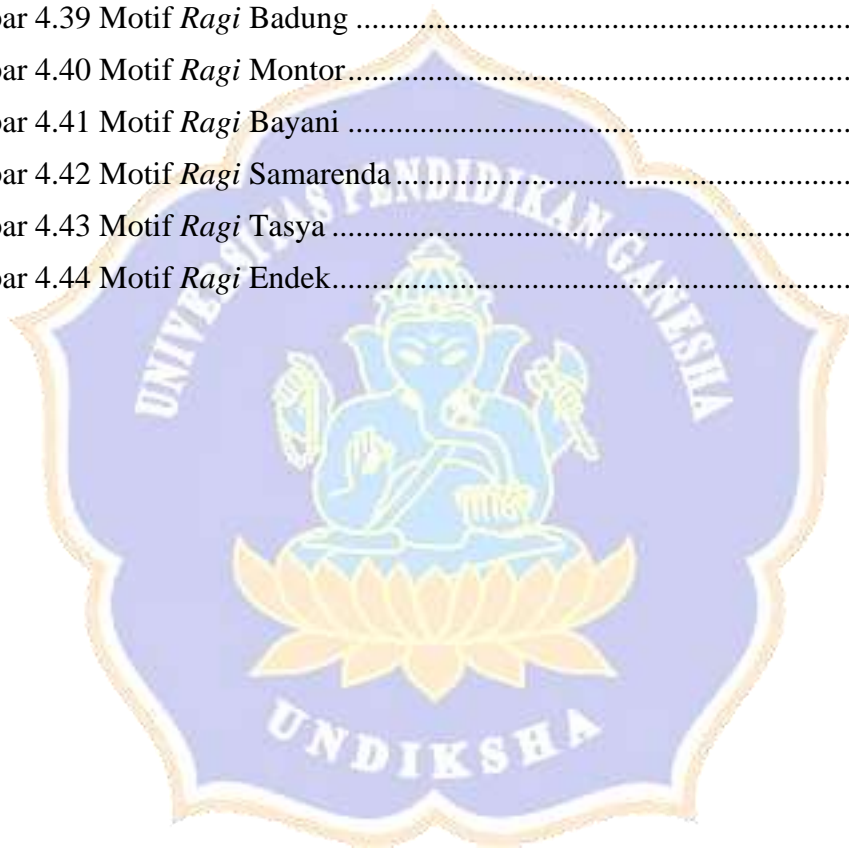 bar 4.39 Motif Ragi Badung ....................................................................
bar 4.40 Motif Ragi Montor.....................................................................
bar 4.41 Motif Ragi Bayani .....................................................................
bar 4.42 Motif Ragi Samarenda ..............................................................
bar 4.43 Motif Ragi Tasya .......................................................................
bar 4.44 Motif Ragi Endek.......................................................................
UNIVERSITAS PENDIDIKAN GANESHA
UNDIKSHA